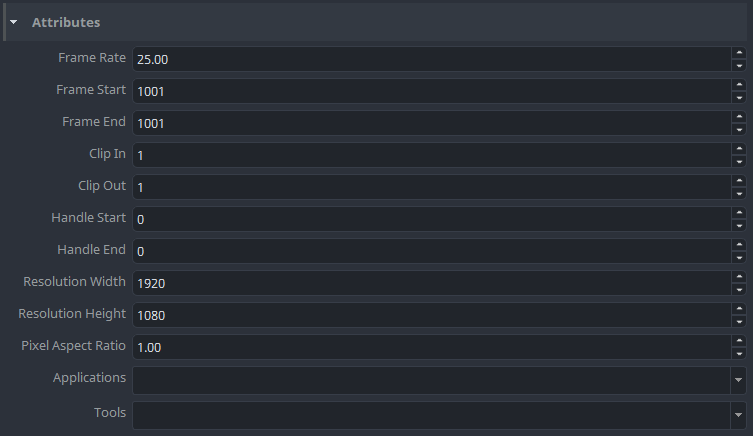 Attributes
Frame Rate 25.00
Frame Start 1001
Frame End 1001
Clip In 1
Clip Out 1
Handle Start 0
Handle End 0
Resolution Width 1920
Resolution Height 1080
Pixel Aspect Ratio 1.00
Applications
Tools